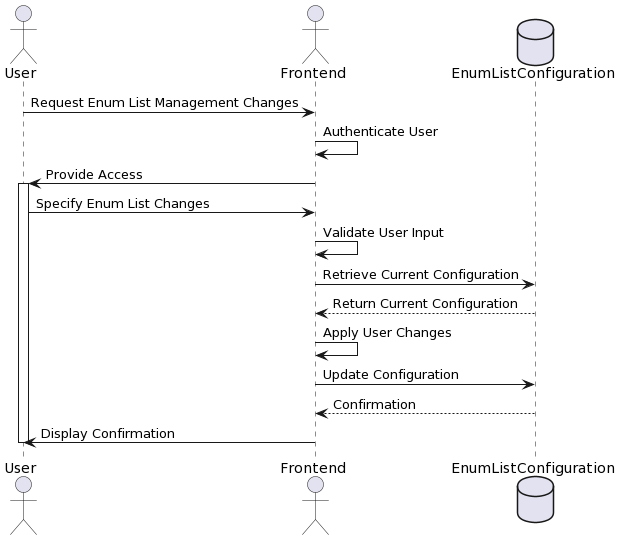 User
Frontend
EnumListConfiguration
Request Enum List Management Changes
Authenticate User
Provide Access
Specify Enum List Changes
Validate User Input
Retrieve Current Configuration
Return Current Configuration
Apply User Changes
Update Configuration
Confirmation
Display Confirmation
User
Frontend
EnumListConfiguration